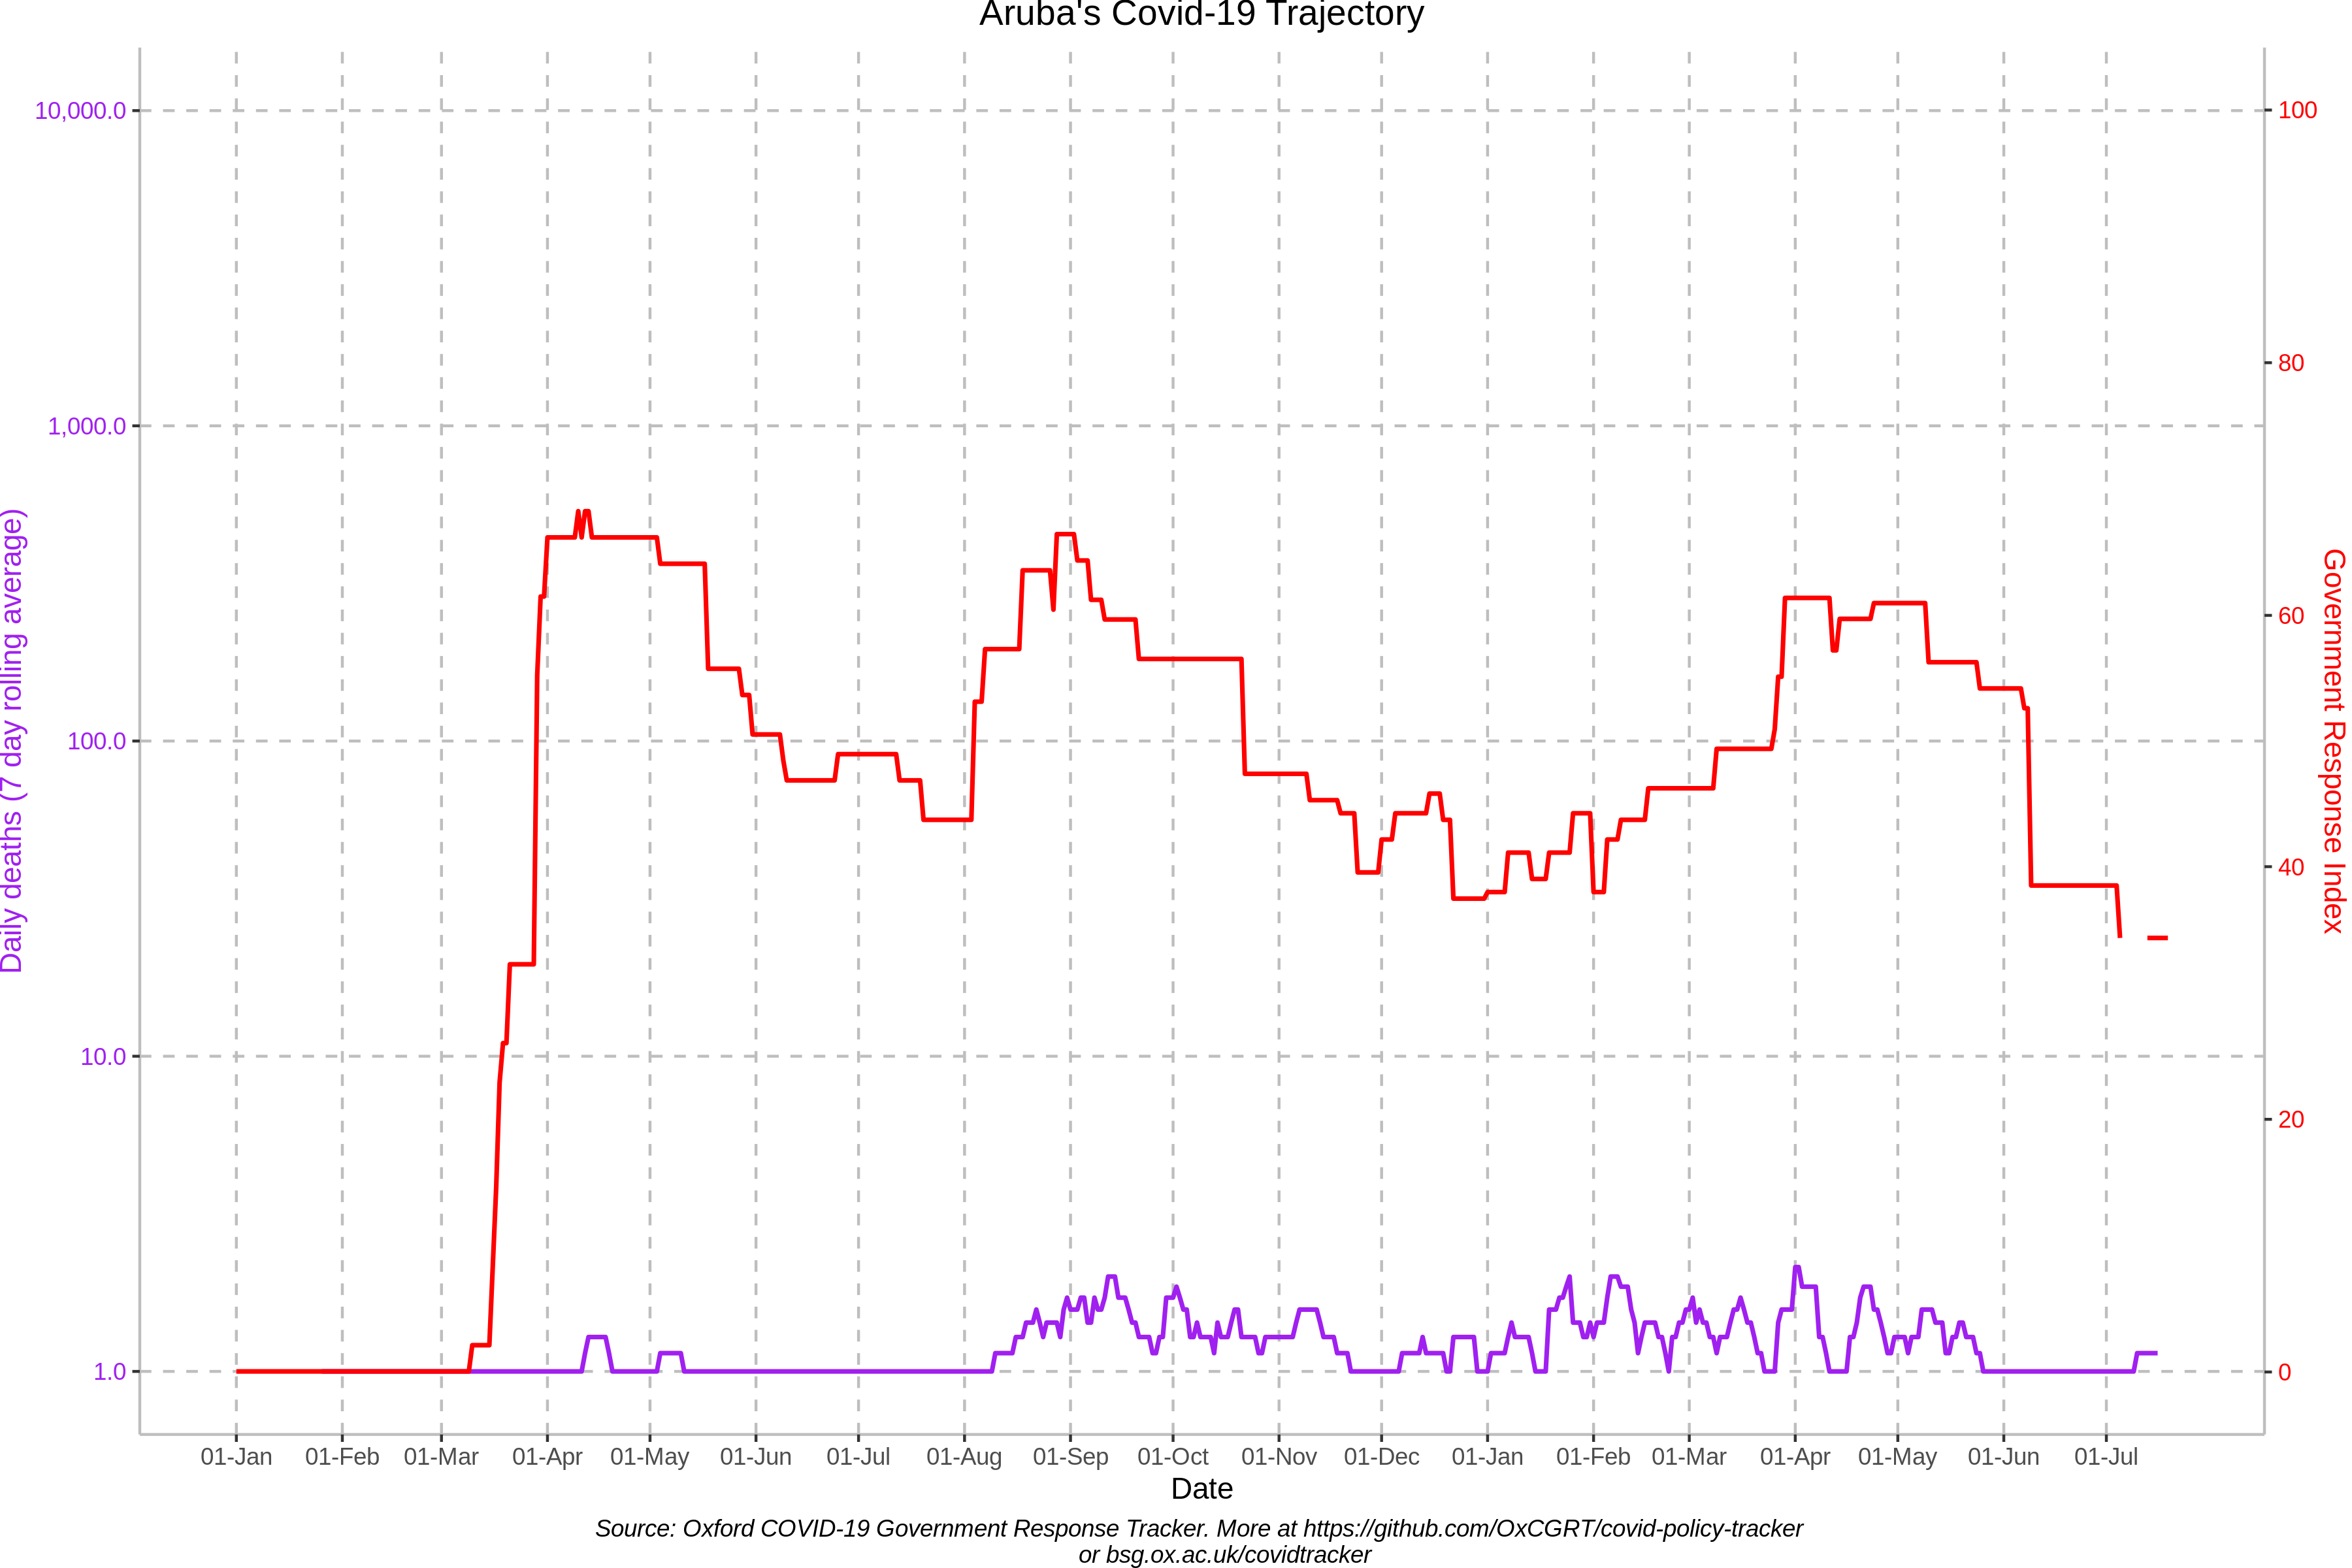 Aruba's Covid-19 Trajectory
10,000.0
1,000.0
100.0
10.0
1.0
Daily deaths (7 day rolling average)
100
80
60
40
20
0
Government Response Index
01-Jan 01-Feb 01-Mar 01-Apr 01-May 01-Jun 01-Jul 01-Aug 01-Sep 01-Oct 01-Nov 01-Dec 01-Jan 01-Feb 01-Mar 01-Apr 01-May 01-Jun 01-Jul
Date
Source: Oxford COVID-19 Government Response Tracker. More at https://github.com/OxCGRT/covid-policy-tracker
or bsg.ox.ac.uk/covidtracker